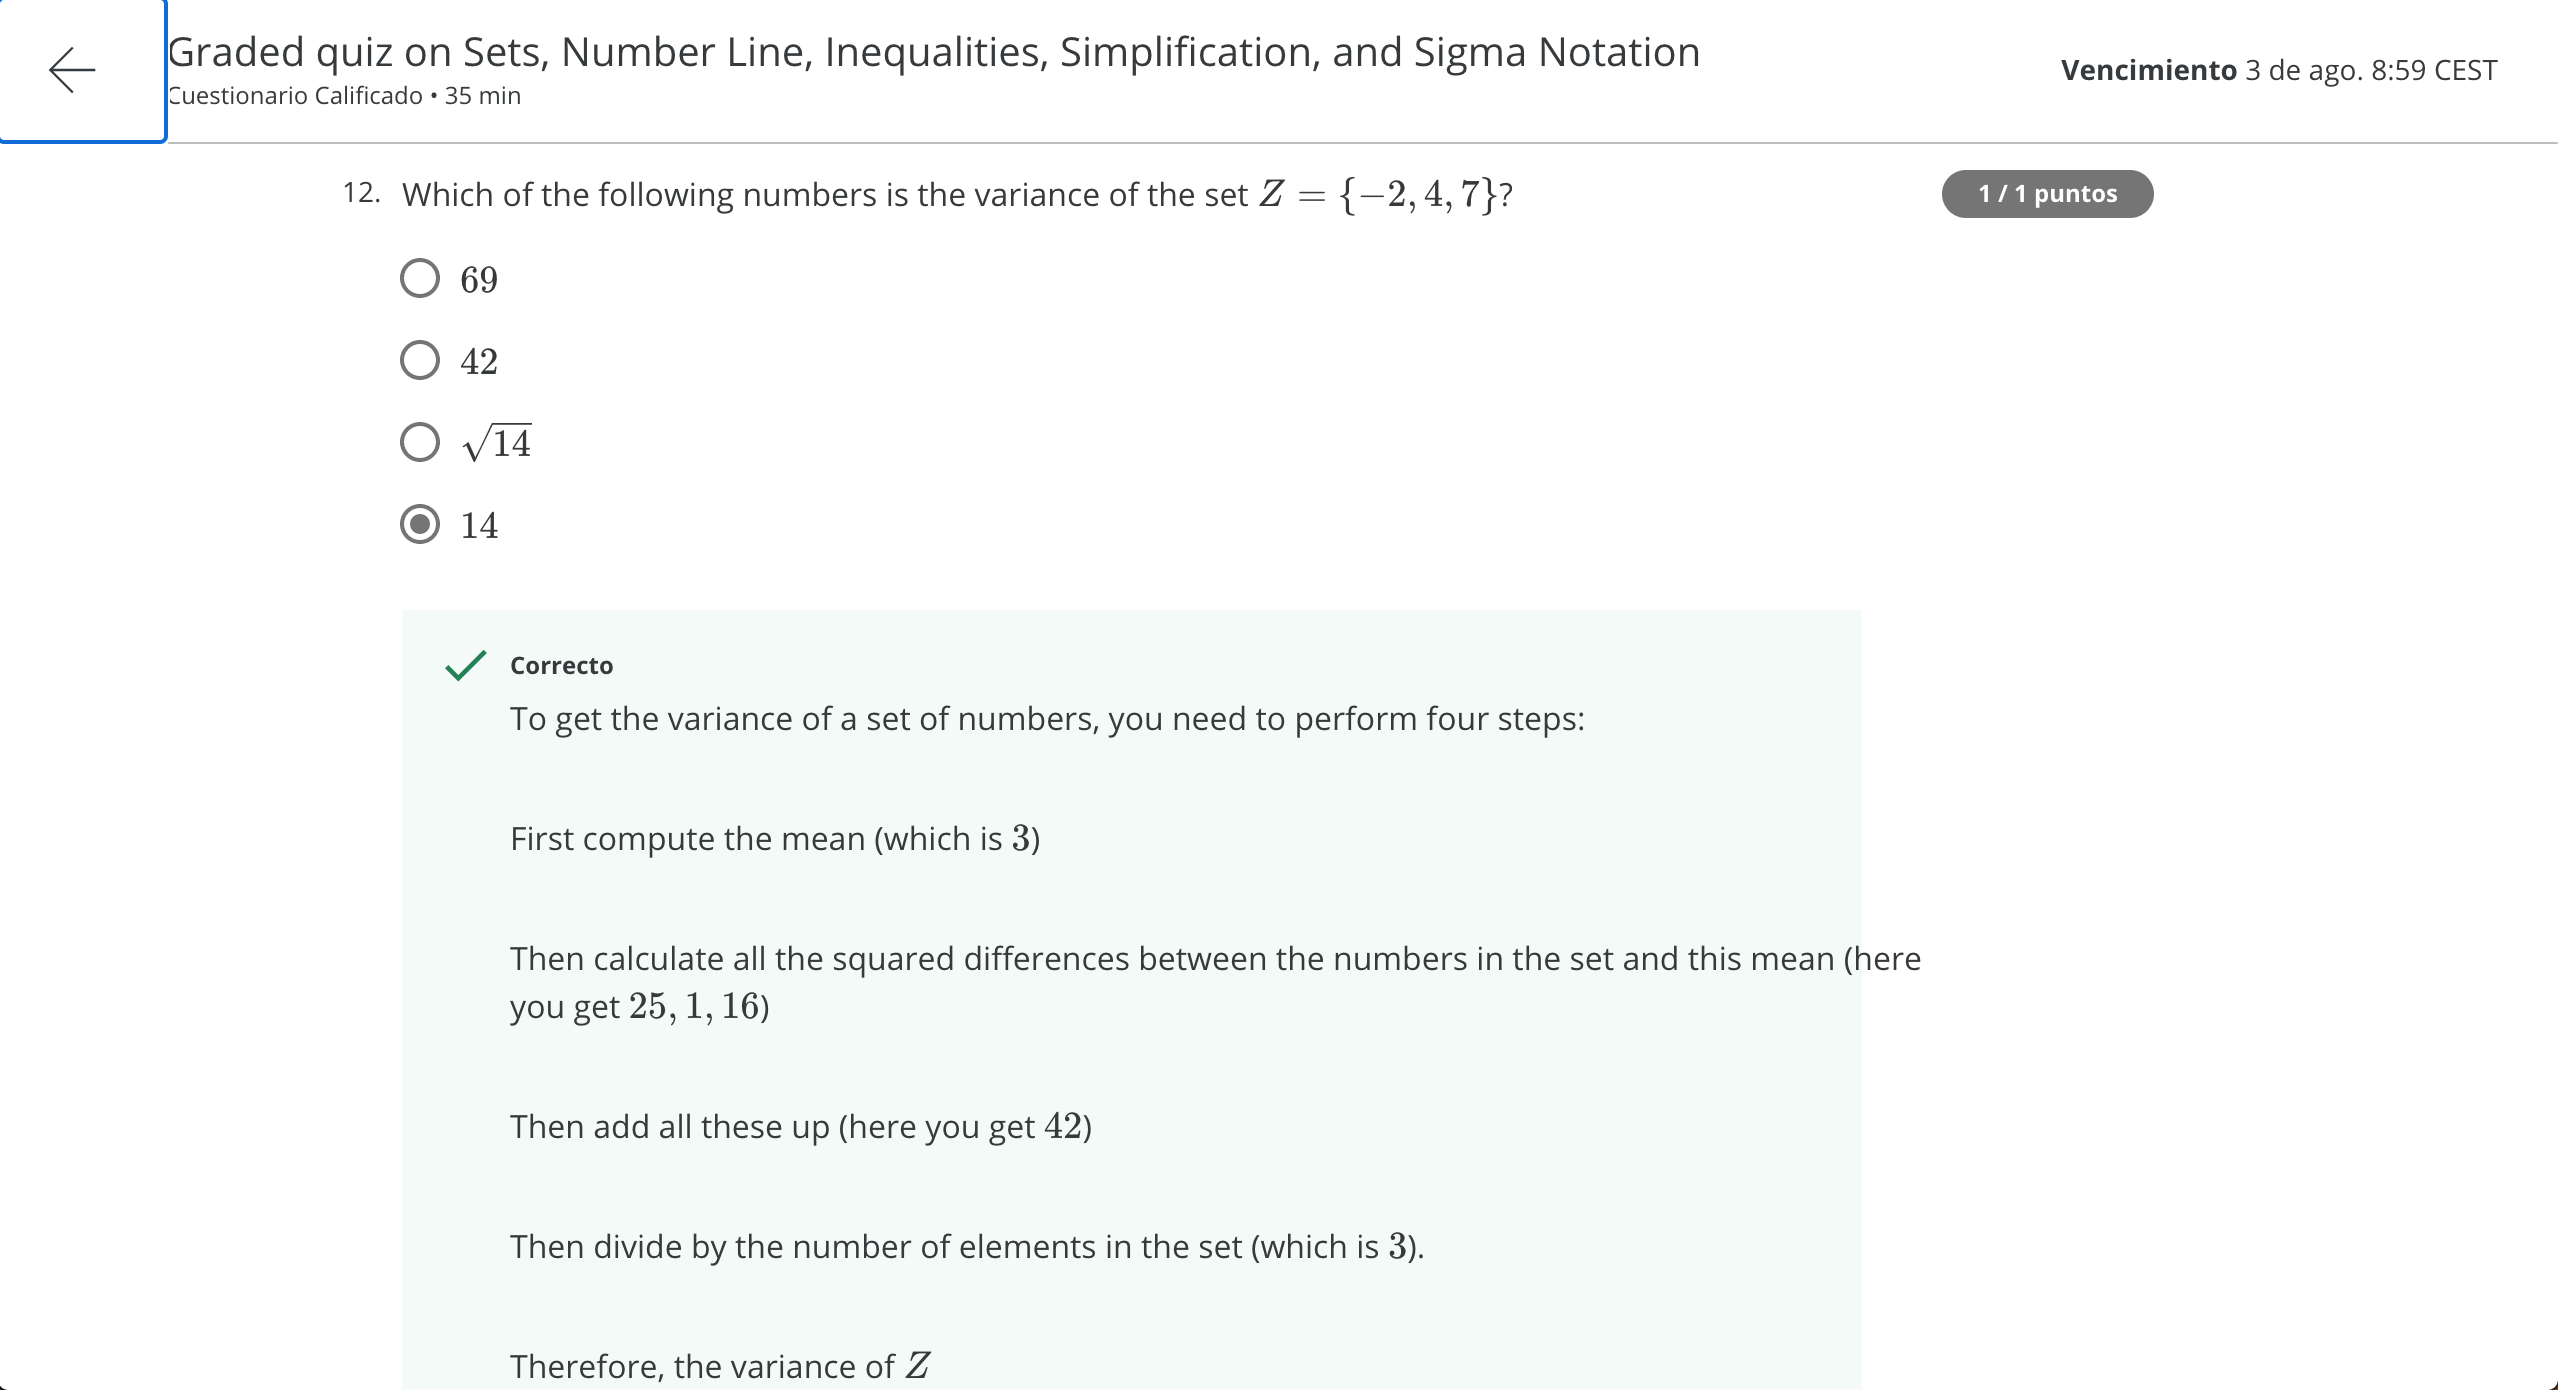 Graded quiz on Sets, Number Line, Inequalities, Simplification, and Sigma Notation
Cuestionario Calificado • 35 min
Vencimiento 3 de ago. 8:59 CEST
12. Which of the following numbers is the variance of the set Z = {−2, 4, 7}?
1 / 1 puntos
69
42
√14
14
Correcto
To get the variance of a set of numbers, you need to perform four steps:
First compute the mean (which is 3)
Then calculate all the squared differences between the numbers in the set and this mean (here
you get 25, 1, 16)
Then add all these up (here you get 42)
Then divide by the number of elements in the set (which is 3).
Therefore, the variance of Z